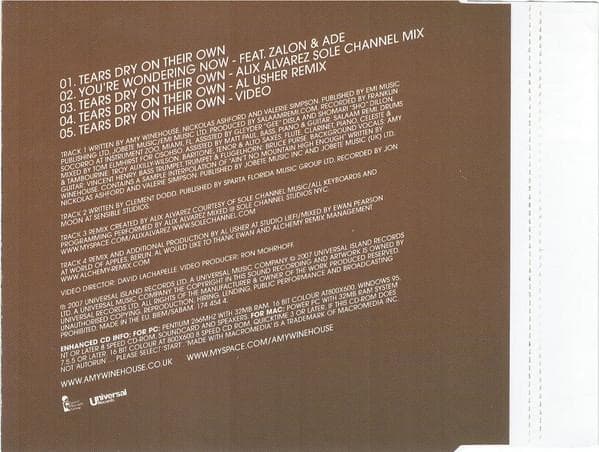 01. TEARS DRY ON THEIR OWN
02. YOU'RE WONDERING NOW - FEAT. ZALON & ADE
03. TEARS DRY ON THEIR OWN - ALIX ALVAREZ SOLE CHANNEL MIX
04. TEARS DRY ON THEIR OWN - AL USHER REMIX
05. TEARS DRY ON THEIR OWN - VIDEO
TRACK 1 WRITTEN BY AMY WINEHOUSE, NICKOLAS ASHFORD AND VALERIE SIMPSON. PUBLISHED BY EMI MUSIC
PUBLISHING LTD, JOBETE MUSIC/EMI MUSIC LTD. PRODUCED BY SALAAMREMI.COM. RECORDED BY FRANKLIN
SOCORRO AT INSTRUMENT ZOO, MIAMI, FL. ASSISTED BY GLEYDER "GEE" DISLA AND SHOMARI "SHO" DILLON
MIXED BY TOM ELMHIRST FOR 055/850. ASSISTED BY MATT PAUL. BASS, PIANO & GUITAR: SALAAM REMI. DRUMS
& TAMBOURINE: TROY AUXILLY-WILSON. BARITONE, TENOR & ALTO SAXES, FLUTE, CLARINET, PIANO, CELESTE &
GUITAR: VINCENT HENRY. BASS TRUMPET, TRUMPET & FLUGELHORN: BRUCE PURSE. BACKGROUND VOCALS: AMY
WINEHOUSE. CONTAINS A SAMPLE INTERPOLATION OF "AIN'T NO MOUNTAIN HIGH ENOUGH" WRITTEN BY
NICKOLAS ASHFORD AND VALERIE SIMPSON. PUBLISHED BY JOBETE MUSIC INC AND JOBETE MUSIC (UK) LTD.
TRACK 2 WRITTEN BY CLEMENT DODD. PUBLISHED BY SPARTA FLORIDA MUSIC GROUP LTD. RECORDED BY JON
MOON AT SENSIBLE STUDIOS.
TRACK 3 REMIX CREATED BY ALIX ALVAREZ COURTESY OF SOLE CHANNEL MUSIC/ALL KEYBOARDS AND
PROGRAMMING PERFORMED BY ALIX ALVAREZ MIXED @ SOLE CHANNEL STUDIOS NYC.
WWW.MYSPACE.COM/ALIXALVAREZ WWW.SOLECHANNEL.COM
TRACK 4 REMIX AND ADDITIONAL PRODUCTION BY AL USHER AT STUDIO LIEFI/MIXED BY EWAN PEARSON
AT WORLD OF APPLES, BERLIN. AL WOULD LIKE TO THANK EWAN AND ALCHEMY REMIX MANAGEMENT
WWW.ALCHEMY-REMIX.COM
VIDEO DIRECTOR: DAVID LACHAPELLE. VIDEO PRODUCER: RON MOHRHOFF.
℗ 2007 UNIVERSAL ISLAND RECORDS LTD. A UNIVERSAL MUSIC COMPANY. © 2007 UNIVERSAL ISLAND RECORDS
LTD. A UNIVERSAL MUSIC COMPANY. THE COPYRIGHT IN THIS SOUND RECORDING AND ARTWORK IS OWNED BY
UNIVERSAL ISLAND RECORDS LTD. ALL RIGHTS OF THE MANUFACTURER & OWNER OF THE WORK PRODUCED RESERVED.
UNAUTHORISED COPYING, REPRODUCTION, HIRING, LENDING, PUBLIC PERFORMANCE AND BROADCASTING
PROHIBITED. MADE IN THE EU. BIEM/SABAM. 174 454 4.
ENHANCED CD INFO: FOR PC: PENTIUM 266MHZ WITH 32MB RAM, 16 BIT COLOUR AT800X600, WINDOWS 95,
NT OR LATER, 8 SPEED CD-ROM, SOUNDCARD AND SPEAKERS. FOR MAC: POWER PC WITH 32MB RAM SYSTEM
7.5.5 OR LATER, 16 BIT COLOUR AT 800X600 8 SPEED CD ROM, QUICKTIME 3 OR LATER. IF THIS CD-ROM DOES
NOT AUTORUN . . . PLEASE SELECT 'START'. 'MADE WITH MACROMEDIA' IS A TRADEMARK OF MACROMEDIA INC.
WWW.AMYWINEHOUSE.CO.UK WWW.MYSPACE.COM/AMYWINEHOUSE
Universal
Records